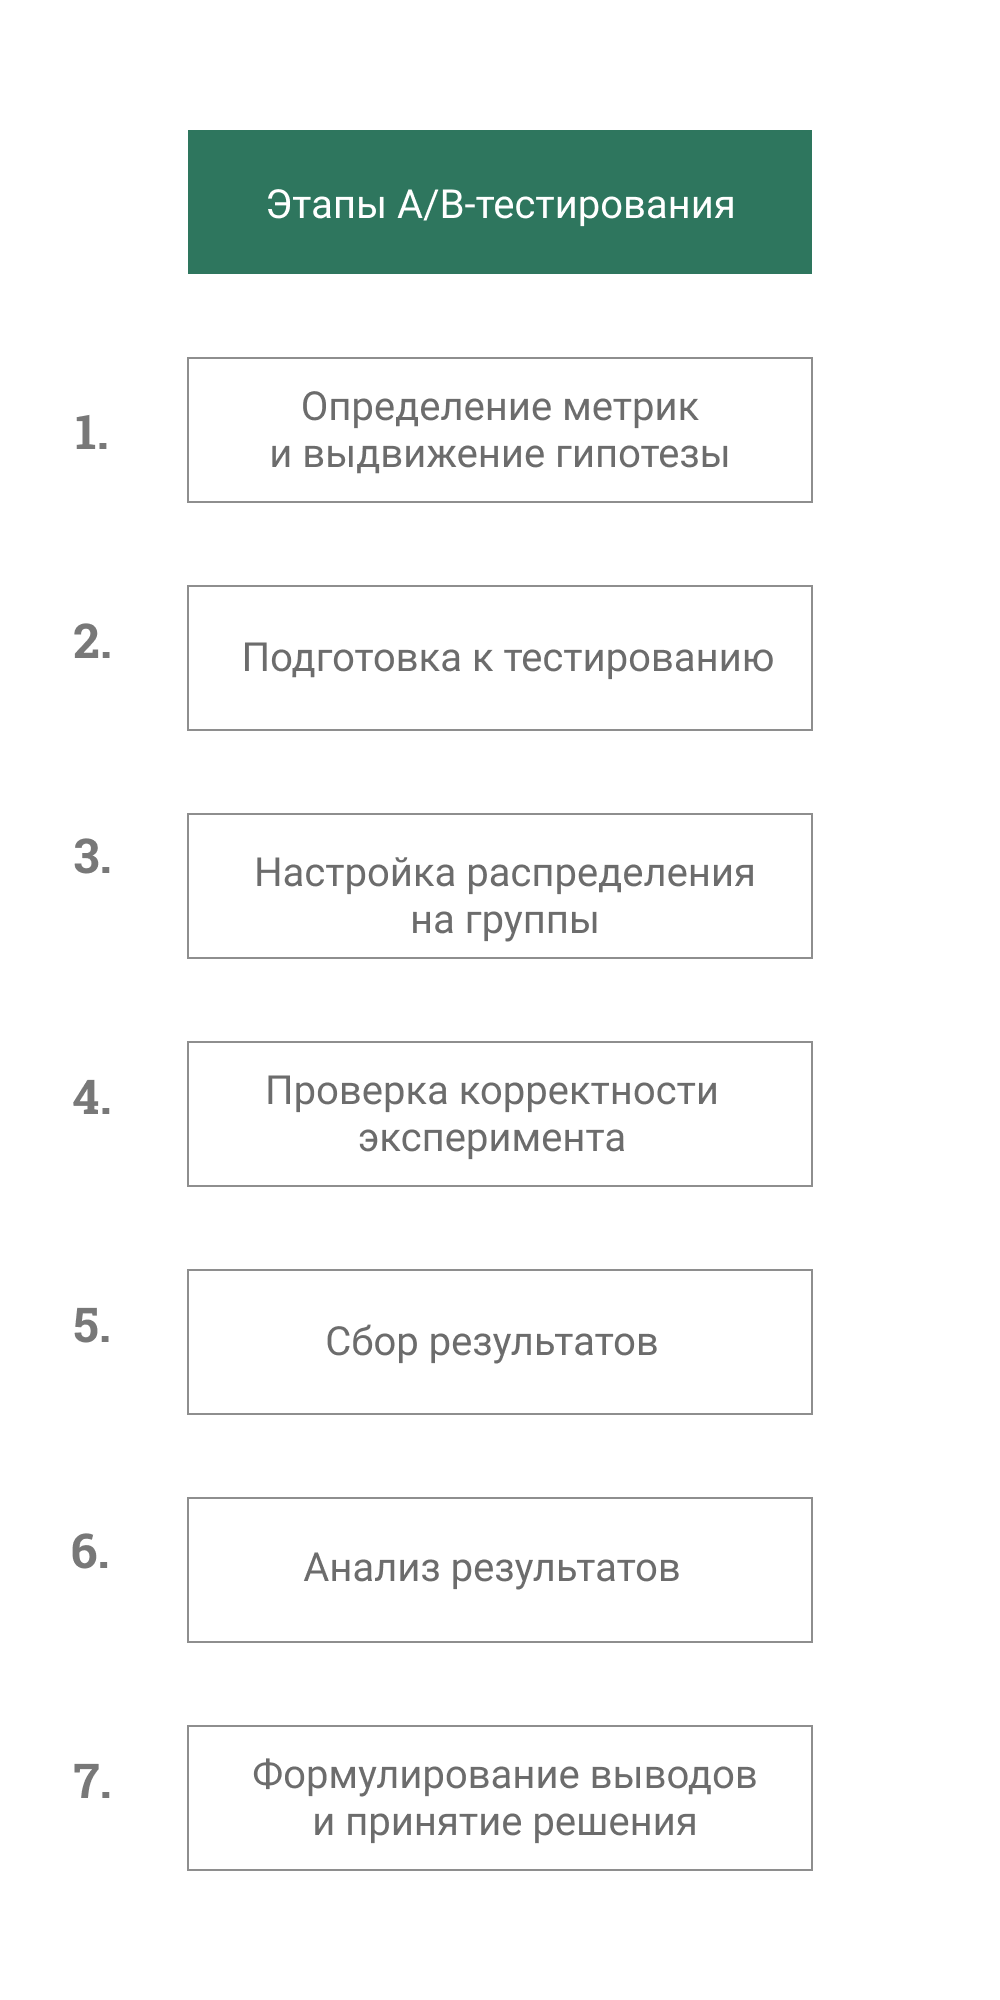 Этапы A/B-тестирования
1.
Определение метрик
и выдвижение гипотезы
2.
Подготовка к тестированию
3.
Настройка распределения
на группы
4.
Проверка корректности
эксперимента
5.
Сбор результатов
6.
Анализ результатов
7.
Формулирование выводов
и принятие решения